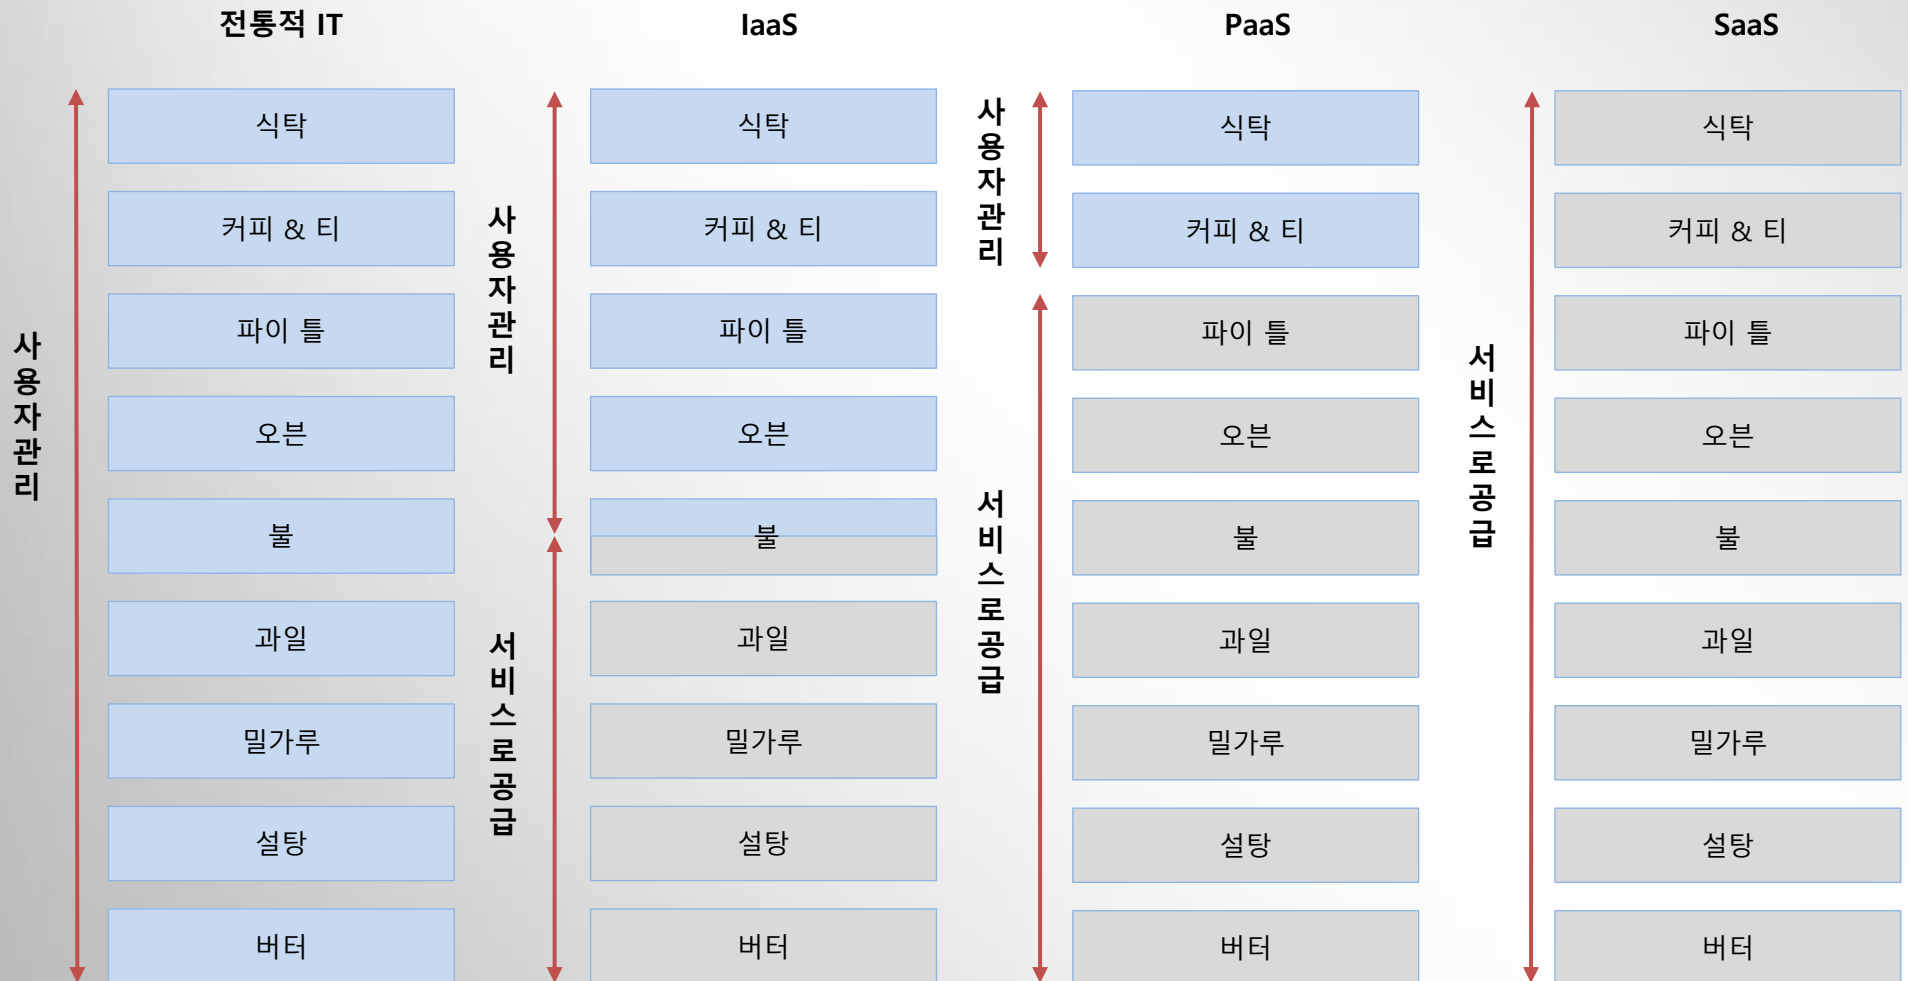 전통적 IT
IaaS
PaaS
SaaS
사용자관리
식탁
커피 & 티
파이 틀
오븐
불
과일
밀가루
설탕
버터
사용자관리
서비스로공급
식탁
커피 & 티
파이 틀
오븐
불
과일
밀가루
설탕
버터
사용자관리
서비스로공급
식탁
커피 & 티
파이 틀
오븐
불
과일
밀가루
설탕
버터
서비스로공급
식탁
커피 & 티
파이 틀
오븐
불
과일
밀가루
설탕
버터